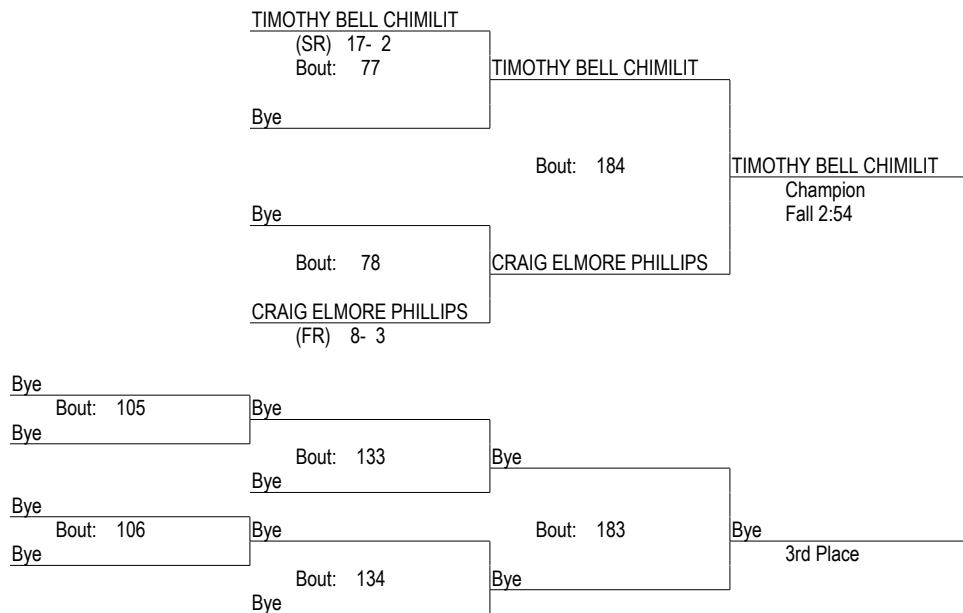 TIMOTHY BELL CHIMILIT
(SR) 17- 2
Bout: 77
TIMOTHY BELL CHIMILIT
Bye
Bout: 184
TIMOTHY BELL CHIMILIT
Champion
Fall 2:54
Bye
Bout: 78
CRAIG ELMORE PHILLIPS
CRAIG ELMORE PHILLIPS
(FR) 8- 3
Bye
Bout: 105
Bye
Bye
Bout: 133
Bye
Bye
Bye
Bout: 106
Bye
Bye
Bout: 183
Bye
3rd Place
Bout: 134
Bye
Bye